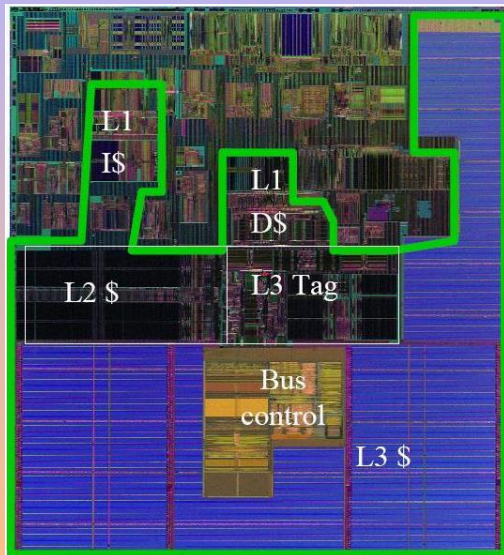 L1
I$
L1
D$
L2 $
L3 Tag
Bus
control
L3 $